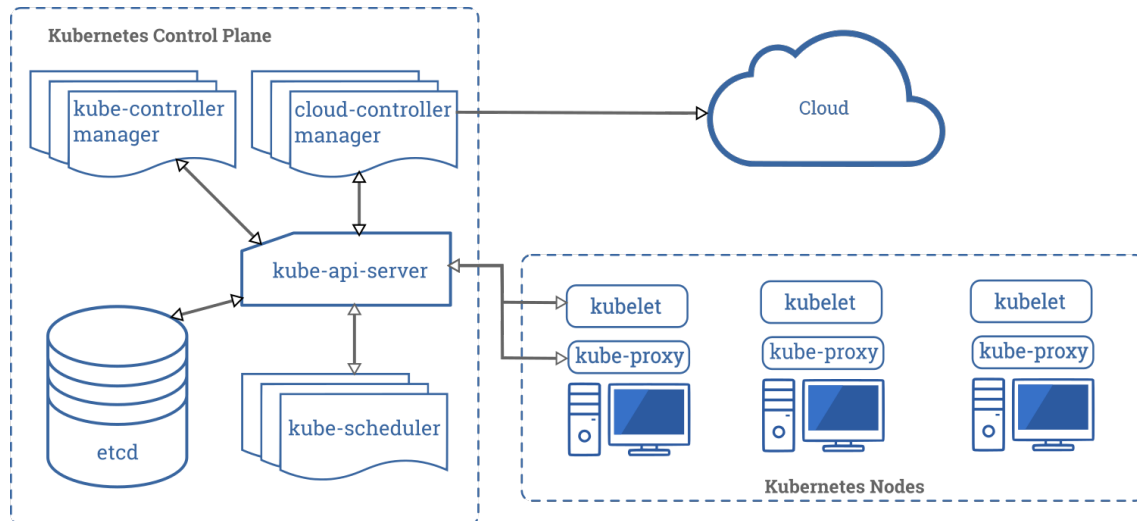 Kubernetes Control Plane
kube-controller
manager
cloud-controller
manager
Cloud
kube-api-server
etcd
kube-scheduler
kubelet
kubelet
kubelet
kube-proxy
kube-proxy
kube-proxy
Kubernetes Nodes